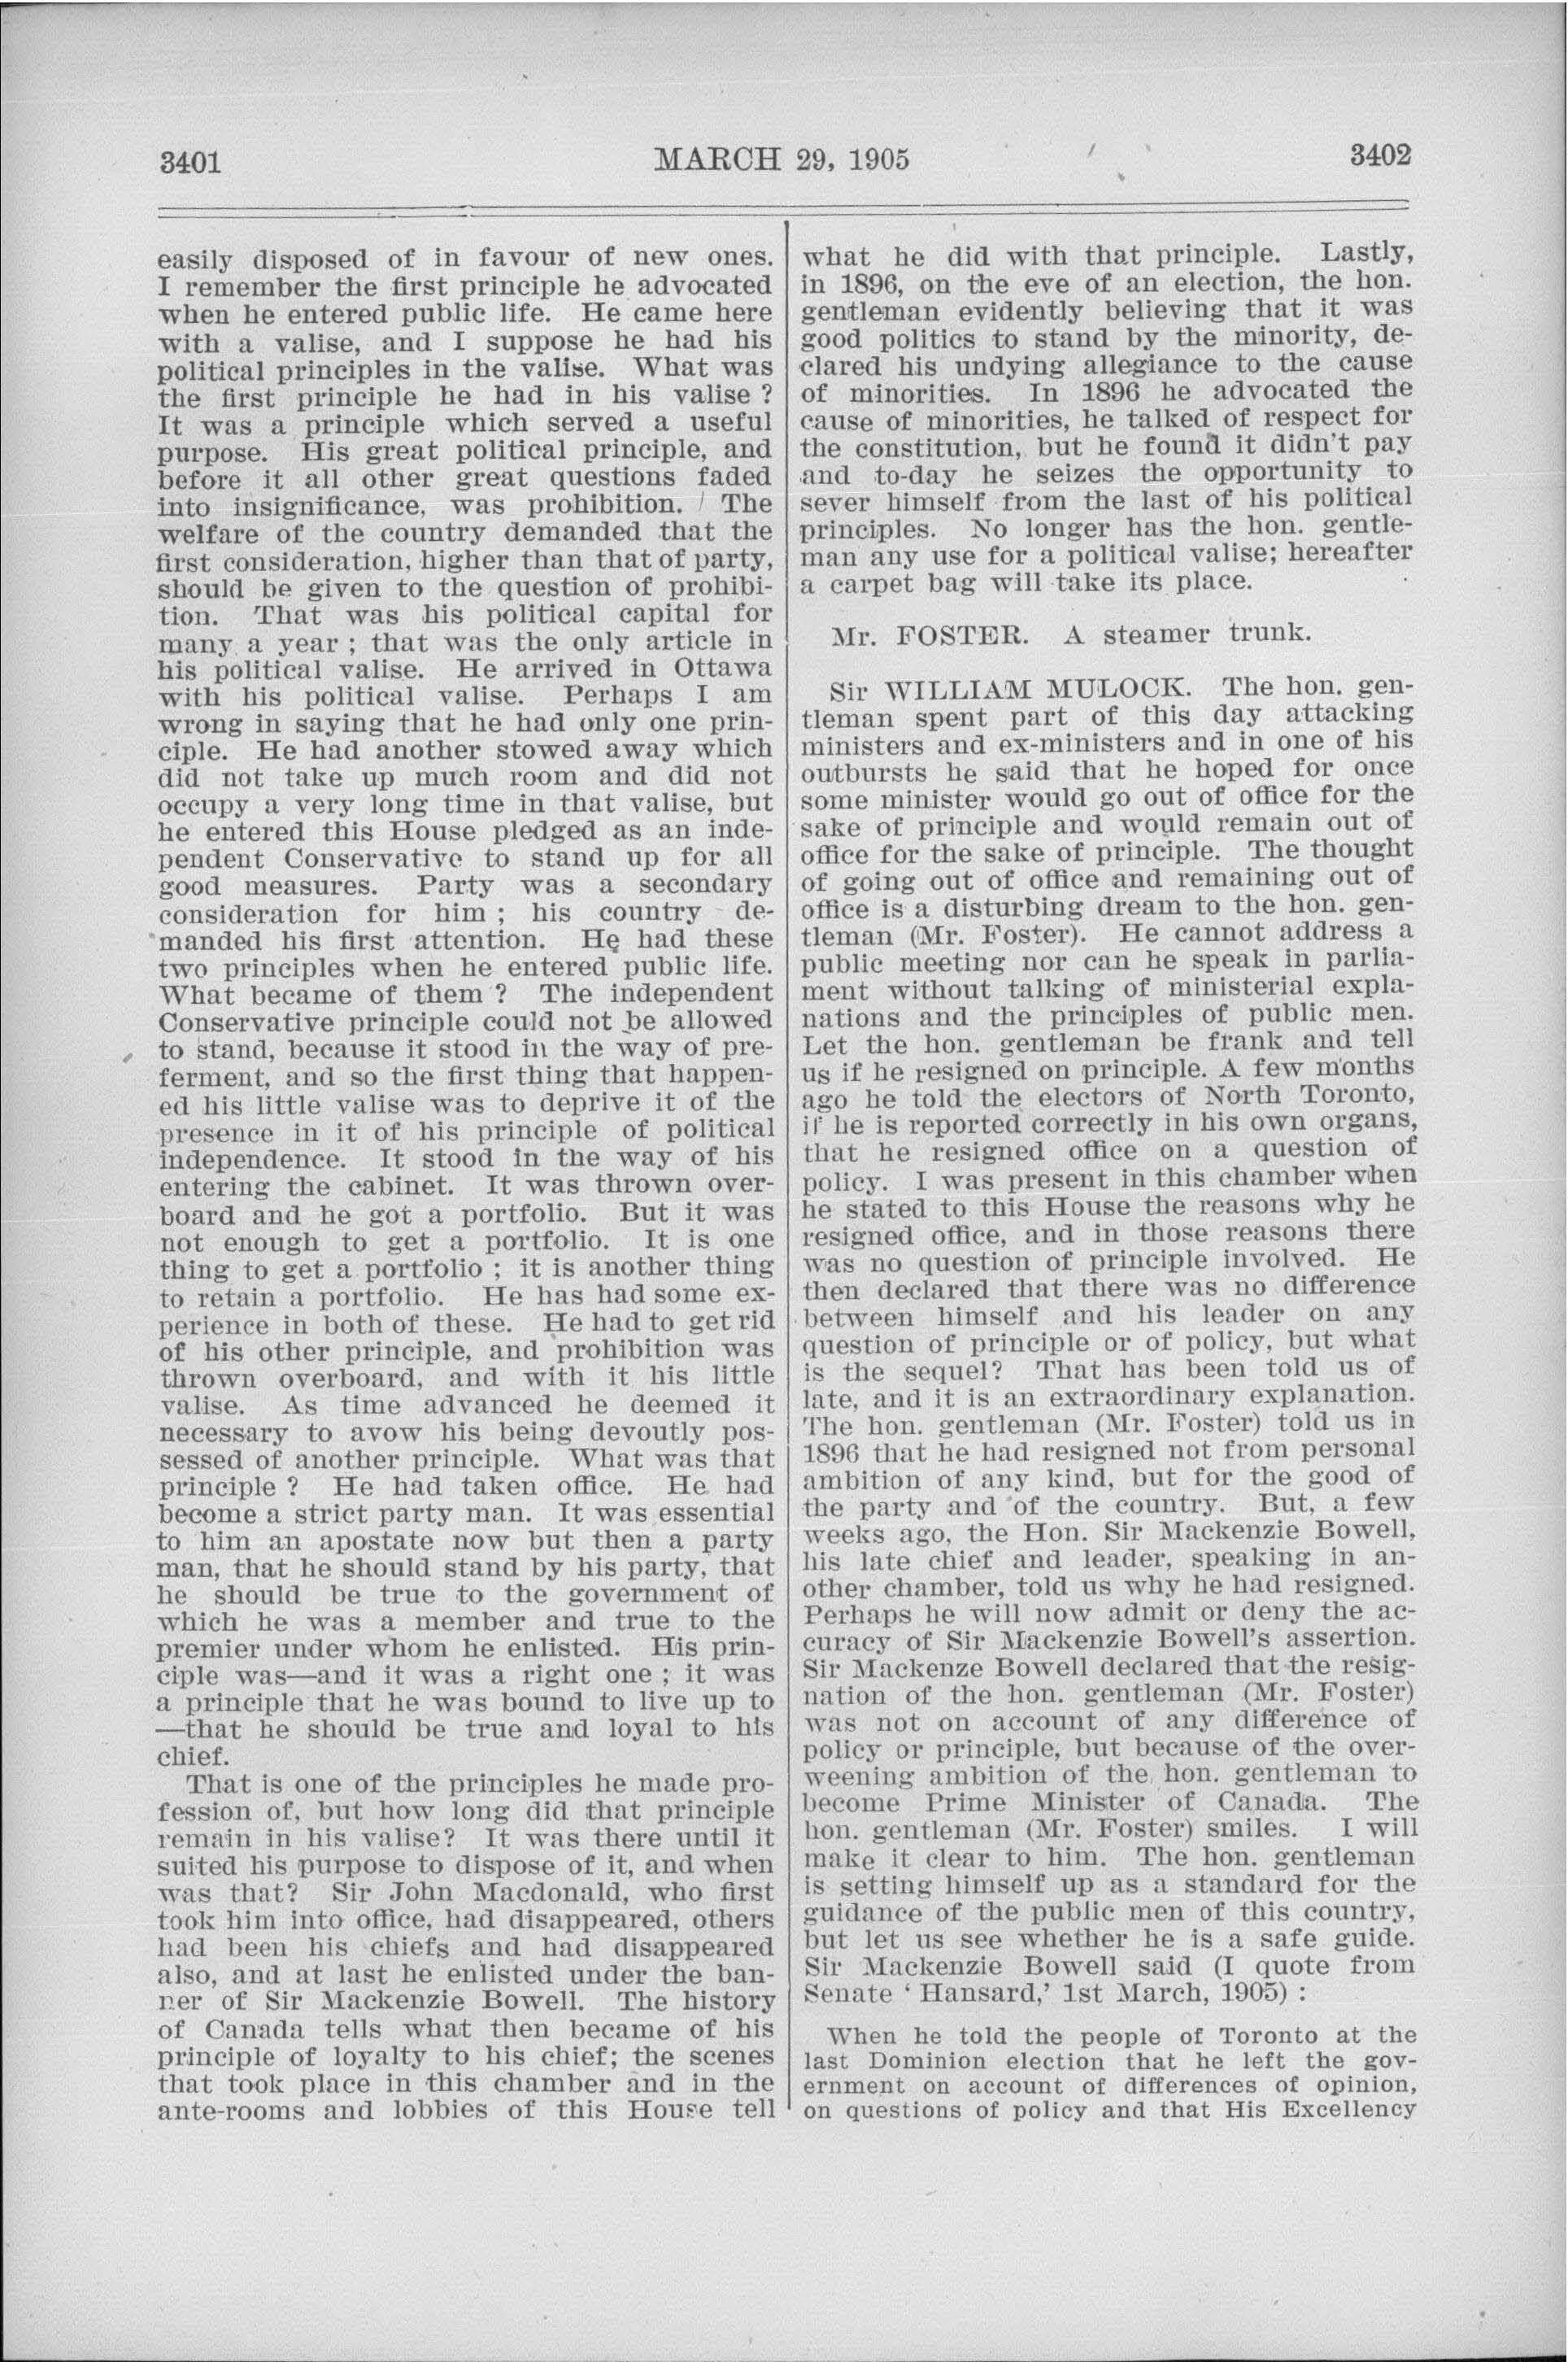 3401
MARCH 29, 1905
3402
easily disposed of in favour of new ones.
I remember the first principle he advocated
when he entered public life. He came here
with a valise, and I suppose he had his
political principles in the valise. What was
the first principle he had in his valise ?
It was a principle which served a useful
purpose. His great political principle, and
before it all other great questions faded
into insignificance, was prohibition. The
welfare of the country demanded that the
first consideration, higher than that of party,
should be given to the question of prohibi-
tion. That was his political capital for
many a year ; that was the only article in
his political valise. He arrived in Ottawa
with his political valise. Perhaps I am
wrong in saying that he had only one prin-
ciple. He had another stowed away which
did not take up much room and did not
occupy a very long time in that valise, but
he entered this House pledged as an inde-
pendent Conservative to stand up for all
good measures. Party was a secondary
consideration for him ; his country de-
manded his first attention. He had these
two principles when he entered public life.
What became of them ? The independent
Conservative principle could not be allowed
to stand, because it stood in the way of pre-
ferment, and so the first thing that happen-
ed his little valise was to deprive it of the
presence in it of his principle of political
independence. It stood in the way of his
entering the cabinet. It was thrown over-
board and he got a portfolio. But it was
not enough to get a portfolio. It is one
thing to get a portfolio ; it is another thing
to retain a portfolio. He has had some ex-
perience in both of these. He had to get rid
of his other principle, and prohibition was
thrown overboard, and with it his little
valise. As time advanced he deemed it
necessary to avow his being devoutly pos-
sessed of another principle. What was that
principle ? He had taken office. He had
become a strict party man. It was essential
to him an apostate now but then a party
man, that he should stand by his party, that
he should be true to the government of
which he was a member and true to the
premier under whom he enlisted. His prin-
ciple was—and it was a right one ; it was
a principle that he was bound to live up to
—that he should be true and loyal to his
chief.
That is one of the principles he made pro-
fession of, but how long did that principle
remain in his valise? It was there until it
suited his purpose to dispose of it, and when
was that? Sir John Macdonald, who first
took him into office, had disappeared, others
had been his chiefs and had disappeared
also, and at last he enlisted under the ban-
ner of Sir Mackenzie Bowell. The history
of Canada tells what then became of his
principle of loyalty to his chief; the scenes
that took place in this chamber and in the
ante-rooms and lobbies of this House tell
what he did with that principle. Lastly,
in 1896, on the eve of an election, the hon.
gentleman evidently believing that it was
good politics to stand by the minority, de-
clared his undying allegiance to the cause
of minorities. In 1896 he advocated the
cause of minorities, he talked of respect for
the constitution, but he found it didn't pay
and to-day he seizes the opportunity to
sever himself from the last of his political
principles. No longer has the hon. gentle-
man any use for a political valise; hereafter
a carpet bag will take its place.
Mr. FOSTER. A steamer trunk.
Sir WILLIAM MULOCK. The hon. gen-
tleman spent part of this day attacking
ministers and ex-ministers and in one of his
outbursts he said that he hoped for once
some minister would go out of office for the
sake of principle and would remain out of
office for the sake of principle. The thought
of going out of office and remaining out of
office is a disturbing dream to the hon. gen-
tleman (Mr. Foster). He cannot address a
public meeting nor can he speak in parlia-
ment without talking of ministerial expla-
nations and the principles of public men.
Let the hon. gentleman be frank and tell
us if he resigned on principle. A few months
ago he told the electors of North Toronto,
if he is reported correctly in his own organs,
that he resigned office on a question of
policy. I was present in this chamber when
he stated to this House the reasons why he
resigned office, and in those reasons there
was no question of principle involved. He
then declared that there was no difference
between himself and his leader on any
question of principle or of policy, but what
is the sequel? That has been told us of
late, and it is an extraordinary explanation.
The hon. gentleman (Mr. Foster) told us in
1896 that he had resigned not from personal
ambition of any kind, but for the good of
the party and of the country. But, a few
weeks ago, the Hon. Sir Mackenzie Bowell,
his late chief and leader, speaking in an-
other chamber, told us why he had resigned.
Perhaps he will now admit or deny the ac-
curacy of Sir Mackenzie Bowell's assertion.
Sir Mackenze Bowell declared that the resig-
nation of the hon. gentleman (Mr. Foster)
was not on account of any difference of
policy or principle, but because of the over-
weening ambition of the hon. gentleman to
become Prime Minister of Canada. The
hon. gentleman (Mr. Foster) smiles. I will
make it clear to him. The hon. gentleman
is setting himself up as a standard for the
guidance of the public men of this country,
but let us see whether he is a safe guide.
Sir Mackenzie Bowell said (I quote from
Senate ' Hansard,' 1st March, 1905) :
When he told the people of Toronto at the
last Dominion election that he left the gov-
ernment on account of differences of opinion,
on questions of policy and that His Excellency